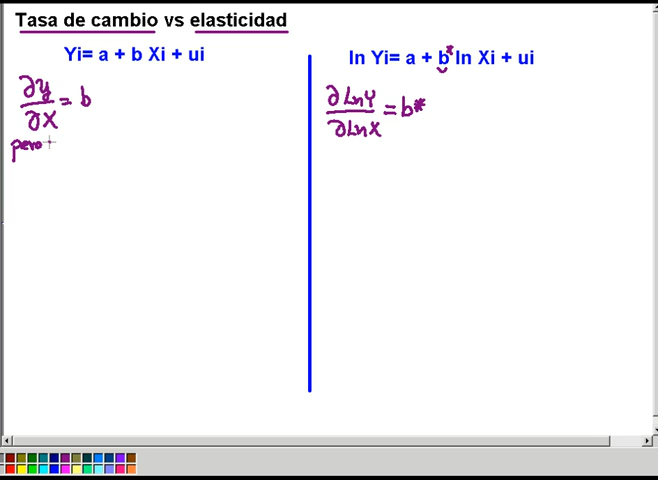 Tasa de cambio vs elasticidad
Yi= a + b Xi + ui
∂y/∂X = b
pero
ln Yi= a + b* ln Xi + ui
∂LnY/∂LnX = b*